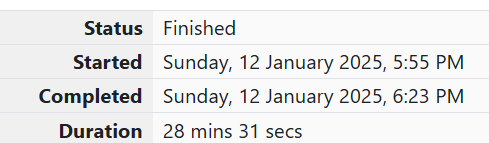 Status Finished
Started Sunday, 12 January 2025, 5:55 PM
Completed Sunday, 12 January 2025, 6:23 PM
Duration 28 mins 31 secs